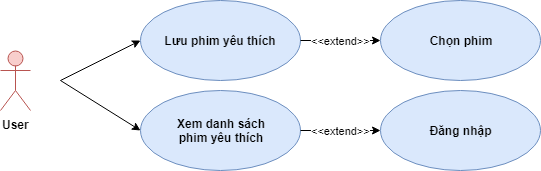 Lưu phim yêu thích
<<extend>>
Chọn phim
User
Xem danh sách
phim yêu thích
<<extend>>
Đăng nhập